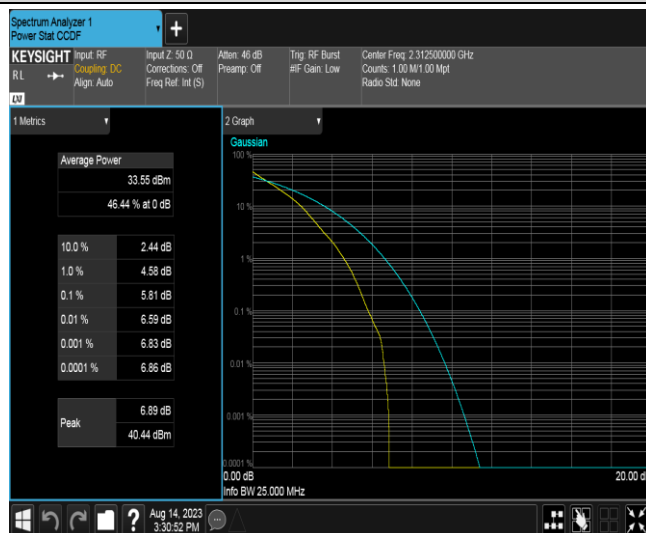 Spectrum Analyzer 1
Power Stat CCDF
+
KEYSIGHT
RL
LXI
Input: RF
Coupling: DC
Align: Auto
Input Z: 50 Ω
Corrections: Off
Freq Ref: Int (S)
Atten: 46 dB
Preamp: Off
Trig: RF Burst
#IF Gain: Low
Center Freq: 2.312500000 GHz
Counts: 1.00 M/1.00 Mpt
Radio Std: None
1 Metrics
Average Power
33.55 dBm
46.44 % at 0 dB
10.0 % 2.44 dB
1.0 % 4.58 dB
0.1 % 5.81 dB
0.01 % 6.59 dB
0.001 % 6.83 dB
0.0001 % 6.86 dB
Peak
6.89 dB
40.44 dBm
2 Graph
Gaussian
100 %
10 %
1 %
0.1 %
0.01 %
0.001 %
0.0001 %
0.00 dB
20.00 d
Info BW 25.000 MHz
?
Aug 14, 2023
3:30:52 PM